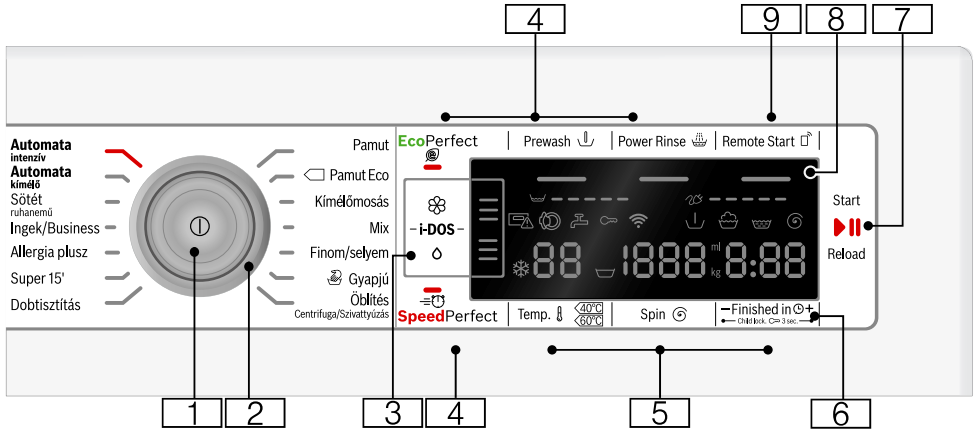 4
9
8
7
Automata
intenzív
Automata
kímélő
Sötét
ruhanemű
Ingek/Business
Allergia plusz
Super 15'
Dobtisztítás
Pamut
Pamut Eco
Kímélőmosás
Mix
Finom/selyem
Gyapjú
Öblítés
Centrifuga/Szivattyúzás
EcoPerfect
Prewash
Power Rinse
Remote Start
i-DOS
88
1888
ml
kg
8:88
SpeedPerfect
Temp.
40°C
60°C
Spin
− Finished in +
Child lock. 3 sec.
Start
Reload
1
2
3
4
5
6